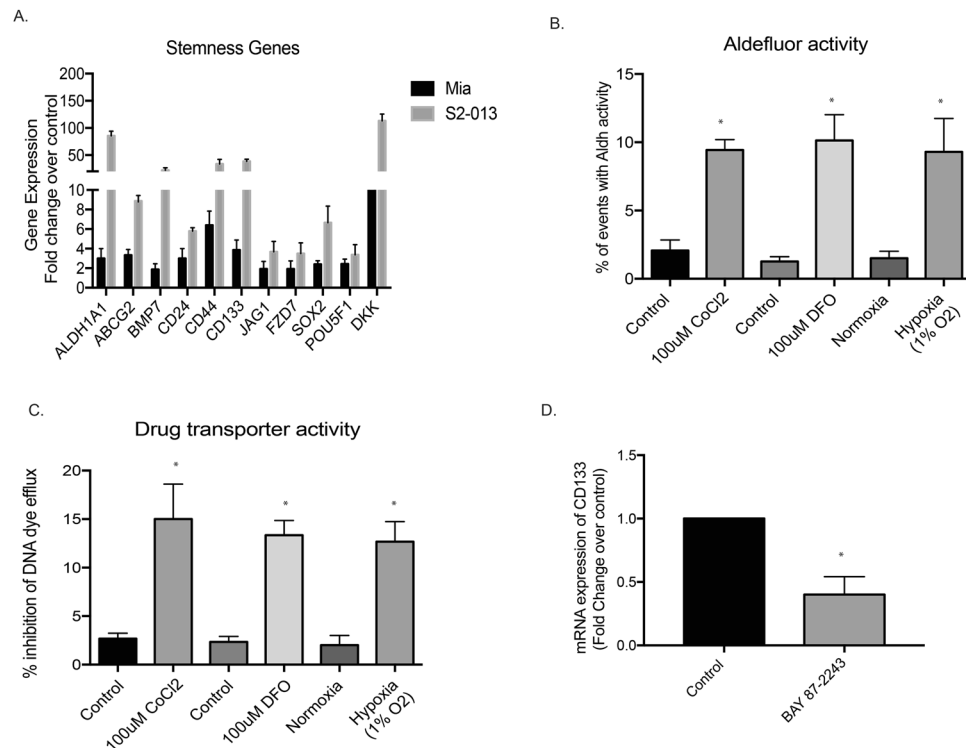 A.
Stemness Genes
Gene Expression
Fold change over control
200
150
100
50
10
8
6
4
2
0
ALDH1A1
ABCG2
BMP7
CD24
CD44
CD133
JAG1
FZD7
SOX2
POU5F1
DKK
Mia
S2-013
B.
Aldefluor activity
% of events with Aldh activity
15
10
5
0
*
*
*
Control
100uM CoCl2
Control
100uM DFO
Normoxia
Hypoxia
(1% O2)
C.
Drug transporter activity
% inhibition of DNA dye efflux
20
15
10
5
0
*
*
*
Control
100uM CoCl2
Control
100uM DFO
Normoxia
Hypoxia
(1% O2)
D.
mRNA expression of CD133
(Fold Change over control)
1.5
1.0
0.5
0.0
*
Control
BAY 87-2243